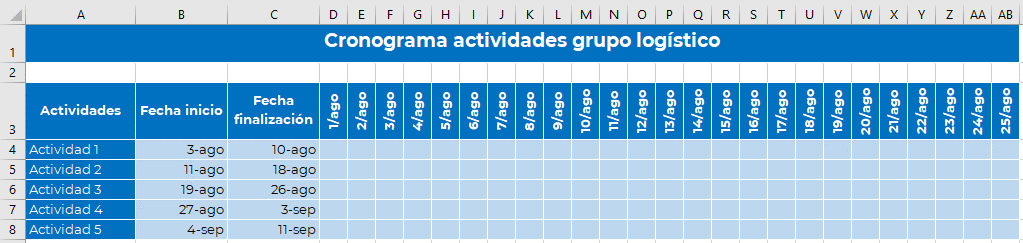 A B C D E F G H I J K L M N O P Q R S T U V W X Y Z AA AB
1 Cronograma actividades grupo logístico
2
3 Actividades Fecha inicio Fecha finalización 1/ago 2/ago 3/ago 4/ago 5/ago 6/ago 7/ago 8/ago 9/ago 10/ago 11/ago 12/ago 13/ago 14/ago 15/ago 16/ago 17/ago 18/ago 19/ago 20/ago 21/ago 22/ago 23/ago 24/ago 25/ago
4 Actividad 1 3-ago 10-ago
5 Actividad 2 11-ago 18-ago
6 Actividad 3 19-ago 26-ago
7 Actividad 4 27-ago 3-sep
8 Actividad 5 4-sep 11-sep